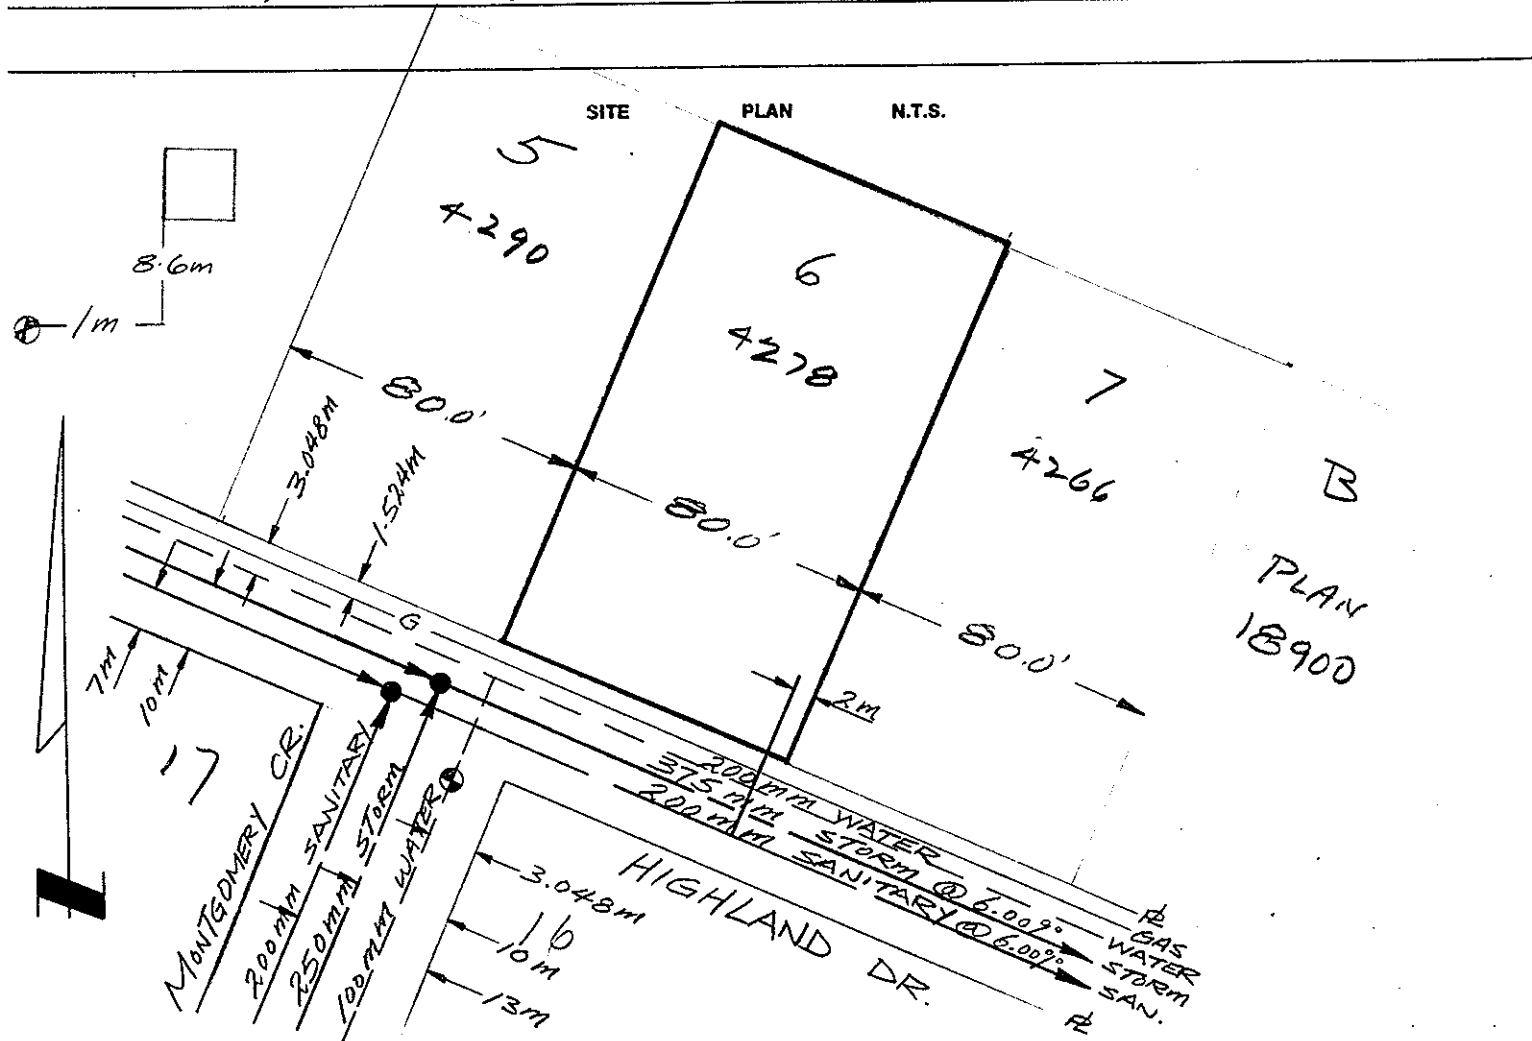 SITE PLAN N.T.S.
5
4290
6
4278
7
4266
B
PLAN
18900
8.6m
1m
80.0'
80.0'
80.0'
3.048m
1.524m
G
2m
7m
10m
17
MONTGOMERY CR.
200mm SANITARY
250mm STORM
100mm WATER
200mm WATER
375mm STORM @ 6.00%
200mm SANITARY @ 6.00%
HIGHLAND DR.
3.048m
16
10m
13m
PL
GAS
WATER
STORM
SAN.
PL